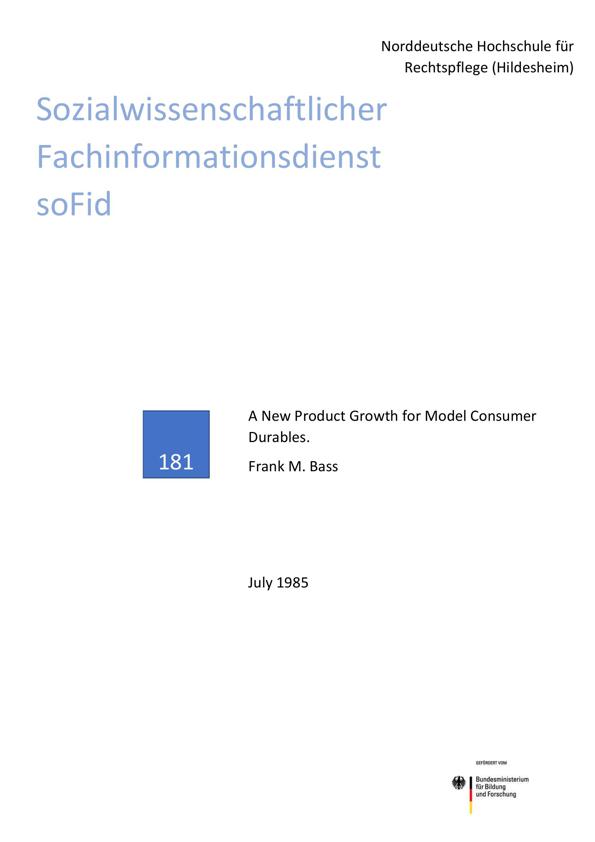 Norddeutsche Hochschule für
Rechtspflege (Hildesheim)
Sozialwissenschaftlicher
Fachinformationsdienst
soFid
A New Product Growth for Model Consumer
Durables.
181
Frank M. Bass
July 1985
GEFÖRDERT VOM
Bundesministerium
für Bildung
und Forschung